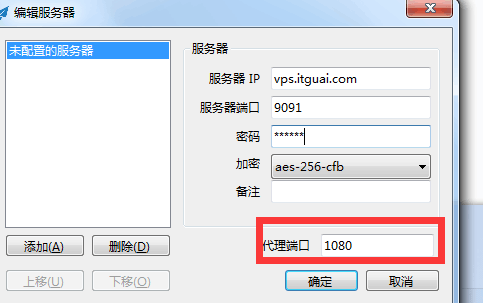 编辑服务器
未配置的服务器
服务器
服务器 IP vps.itguai.com
服务器端口 9091
密码 ******
加密 aes-256-cfb
备注
代理端口 1080
添加(A) 删除(D)
上移(U) 下移(O) 确定 取消